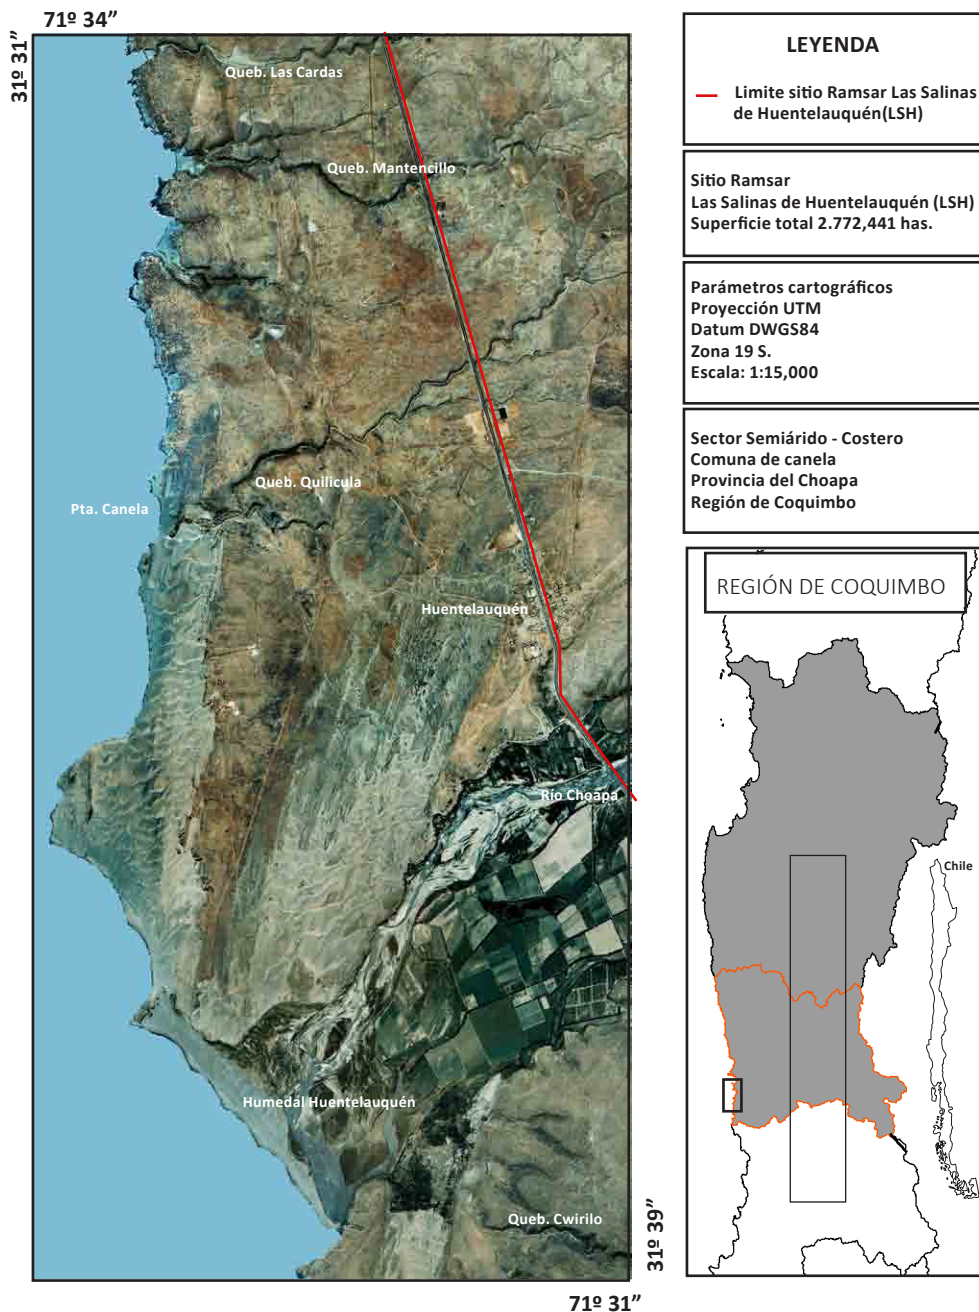 71º 34”
31º 31”
Queb. Las Cardas
Queb. Mantencillo
Queb. Quilicula
Pta. Canela
Huentelauquén
Río Choapa
Humedal Huentelauquén
Queb. Cwirilo
31º 39”
71º 31”
LEYENDA
Limite sitio Ramsar Las Salinas
de Huentelauquén(LSH)
Sitio Ramsar
Las Salinas de Huentelauquén (LSH)
Superficie total 2.772,441 has.
Parámetros cartográficos
Proyección UTM
Datum DWGS84
Zona 19 S.
Escala: 1:15,000
Sector Semiárido - Costero
Comuna de canela
Provincia del Choapa
Región de Coquimbo
REGIÓN DE COQUIMBO
Chile